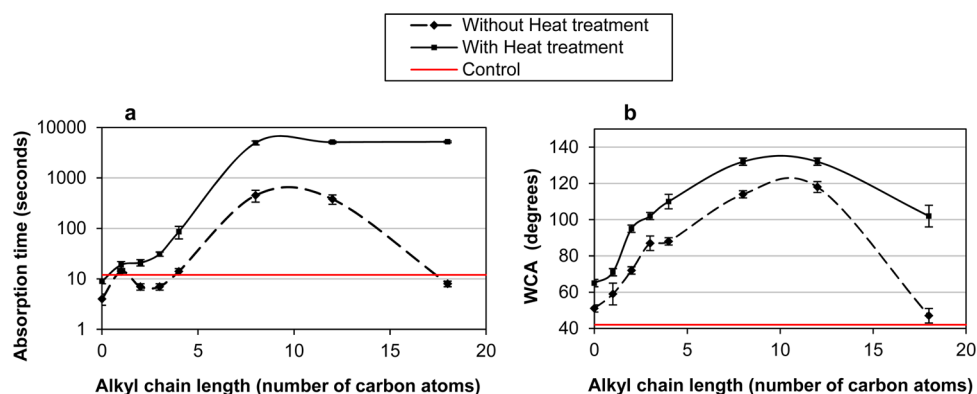 Without Heat treatment
With Heat treatment
Control
a
Absorption time (seconds)
10000
1000
100
10
1
0 5 10 15 20
Alkyl chain length (number of carbon atoms)
b
WCA (degrees)
140
120
100
80
60
40
0 5 10 15 20
Alkyl chain length (number of carbon atoms)